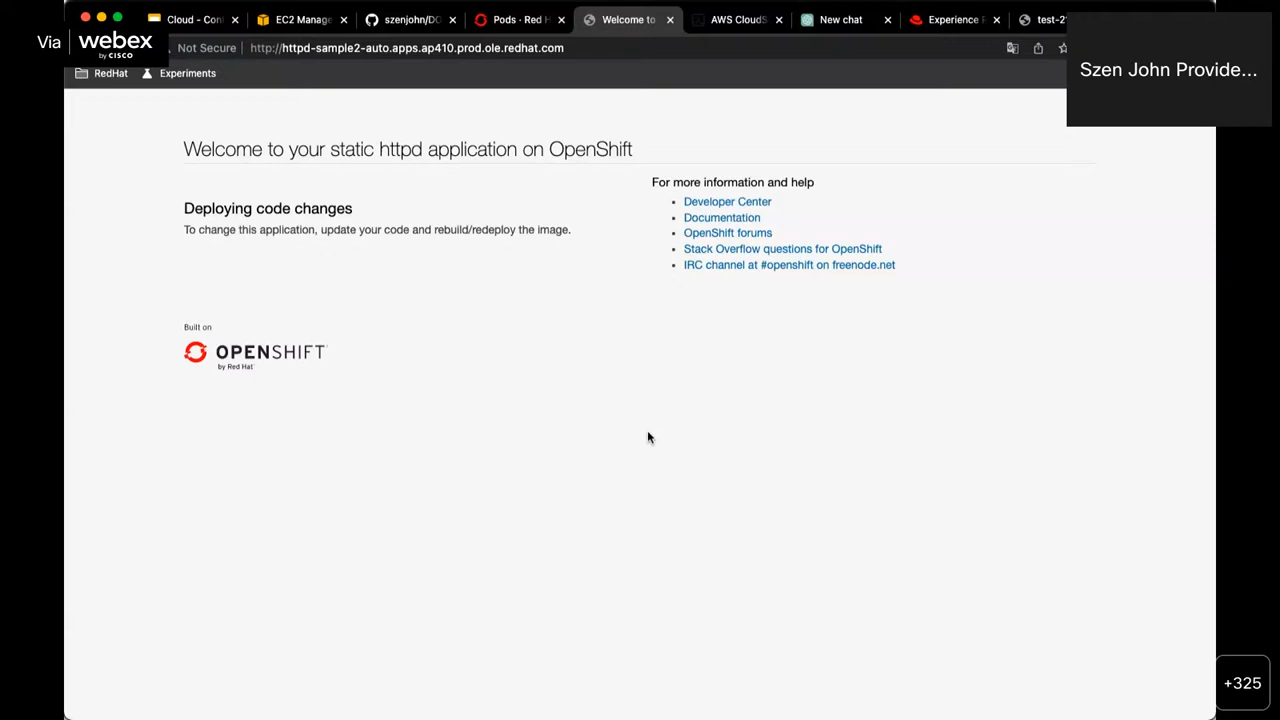 Via webex
by CISCO
Cloud - Con
EC2 Manage
szenjohn/DO
Pods · Red H
Welcome to
AWS CloudS
New chat
Experience
test-2
Not Secure
http://httpd-sample2-auto.apps.ap410.prod.ole.redhat.com
Szen John Provide...
RedHat
Experiments
Welcome to your static httpd application on OpenShift
For more information and help
Deploying code changes
To change this application, update your code and rebuild/redeploy the image.
Developer Center
Documentation
OpenShift forums
Stack Overflow questions for OpenShift
IRC channel at #openshift on freenode.net
Built on
OPENSHIFT
by Red Hat
+325